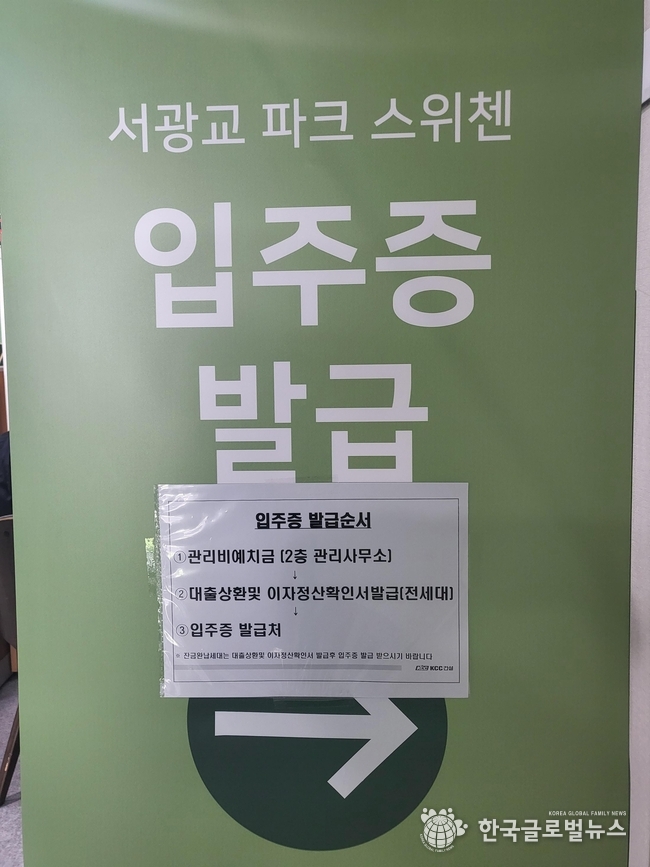 서광교 파크 스위첸
입주증
발급
입주증 발급순서
①관리비예치금 (2층 관리사무소)
↓
②대출상환및 이자정산확인서발급(전세대)
↓
③입주증 발급처
※ 잔금완납세대는 대출상환및 이자정산확인서 발급후 입주증 발급 받으시기 바랍니다
KCC건설
KOREA GLOBAL FAMILY NEWS
한국글로벌뉴스